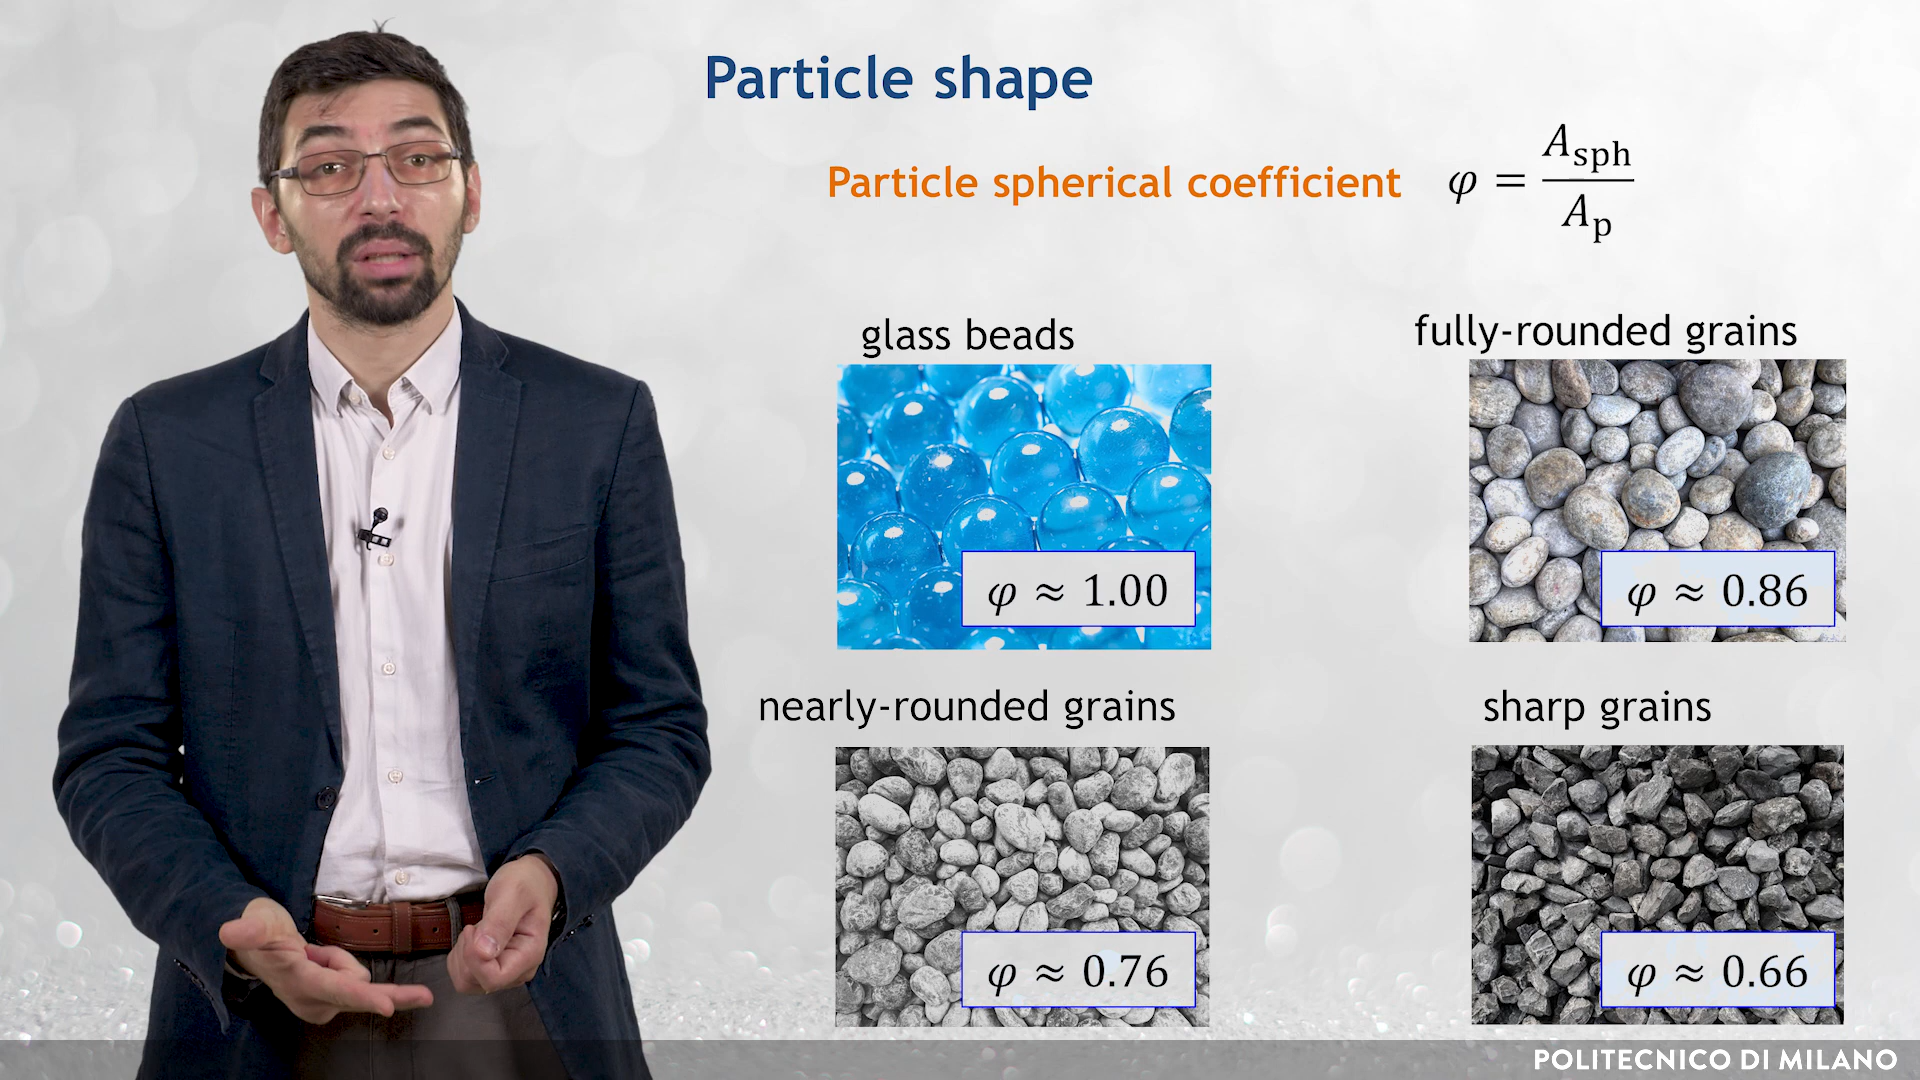 Particle shape
Particle spherical coefficient φ = A_sph / A_p
glass beads
fully-rounded grains
φ ≈ 1.00
φ ≈ 0.86
nearly-rounded grains
sharp grains
φ ≈ 0.76
φ ≈ 0.66
POLITECNICO DI MILANO